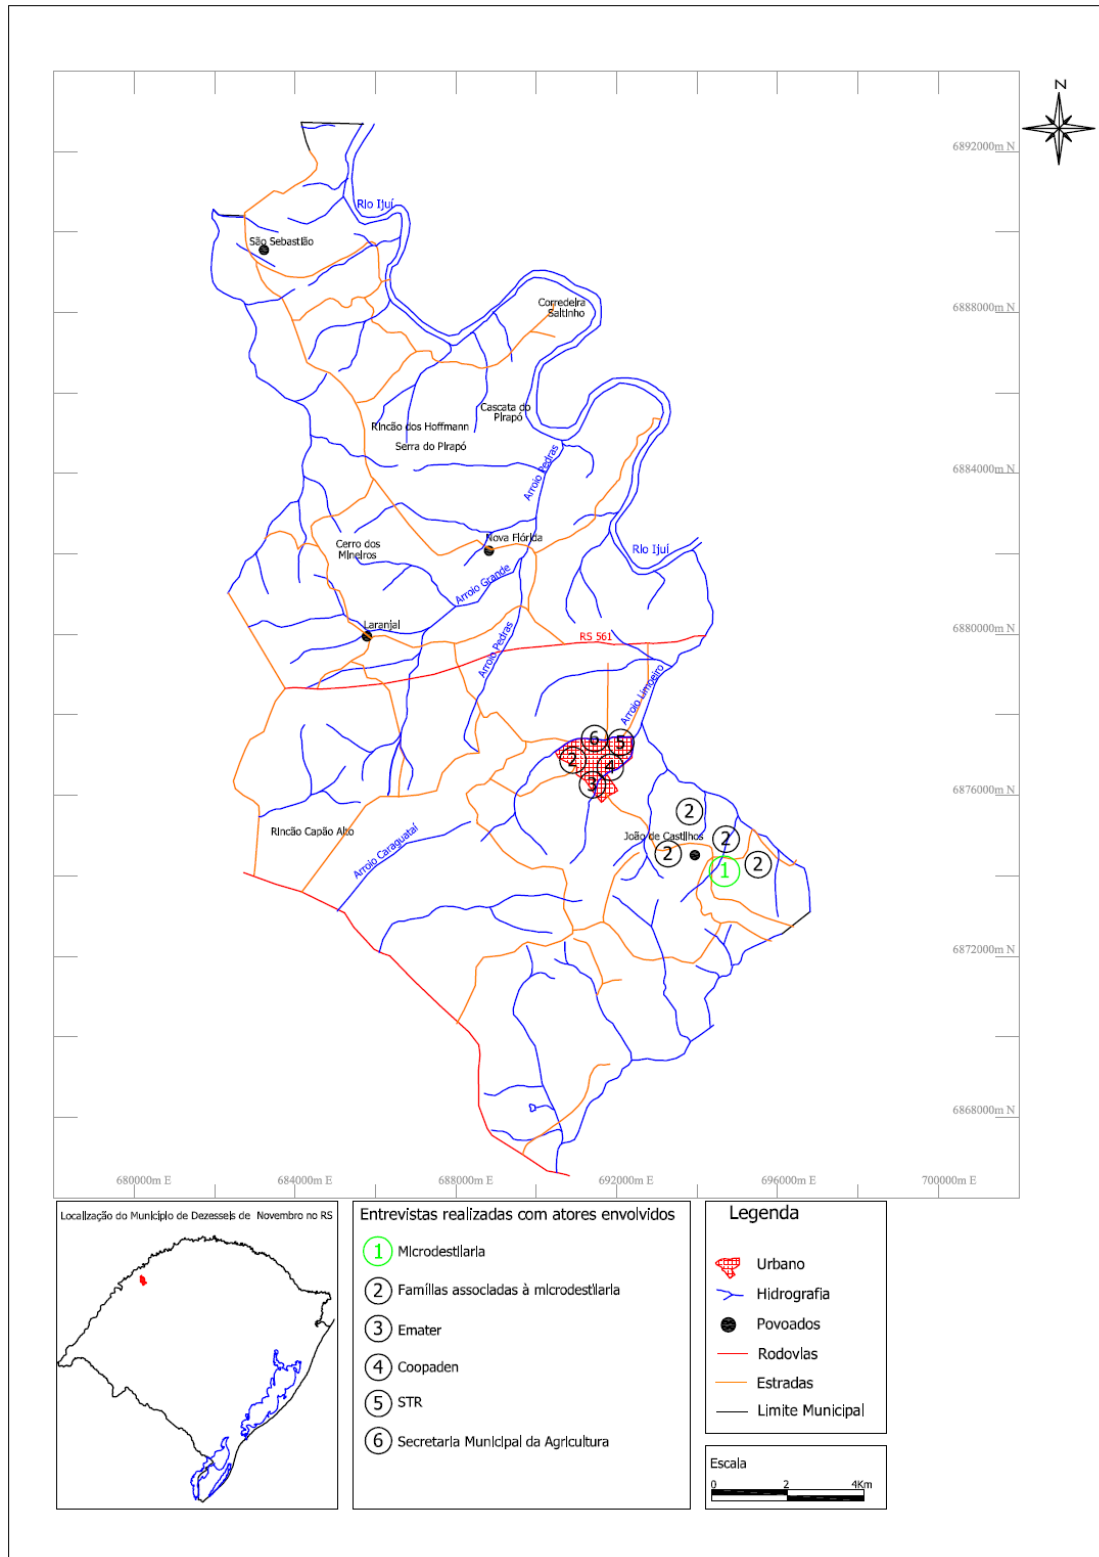 N
6892000m N
Rio Ijuí
São Sebastião
Corredeira
Saltinho
6888000m N
Cascata do
Pirapó
Rincão dos Hoffmann
Serra do Pirapó
Arroio Pedras
6884000m N
Nova Flórida
Cerro dos
Mineiros
Rio Ijuí
Arroio Grande
Laranjal
RS 561
6880000m N
Arroio Pedras
Arroio Limoeiro
6
5
2
4
3
6876000m N
2
Rincão Capão Alto
João de Castilhos
2
Arroio Caraguataí
2
2
1
6872000m N
6868000m N
680000m E
684000m E
688000m E
692000m E
696000m E
700000m E
Localização do Município de Dezesseis de Novembro no RS
Entrevistas realizadas com atores envolvidos
1 Microdestilaria
2 Famílias associadas à microdestilaria
3 Emater
4 Coopaden
5 STR
6 Secretaria Municipal da Agricultura
Legenda
Urbano
Hidrografia
Povoados
Rodovias
Estradas
Limite Municipal
Escala
0 2 4Km